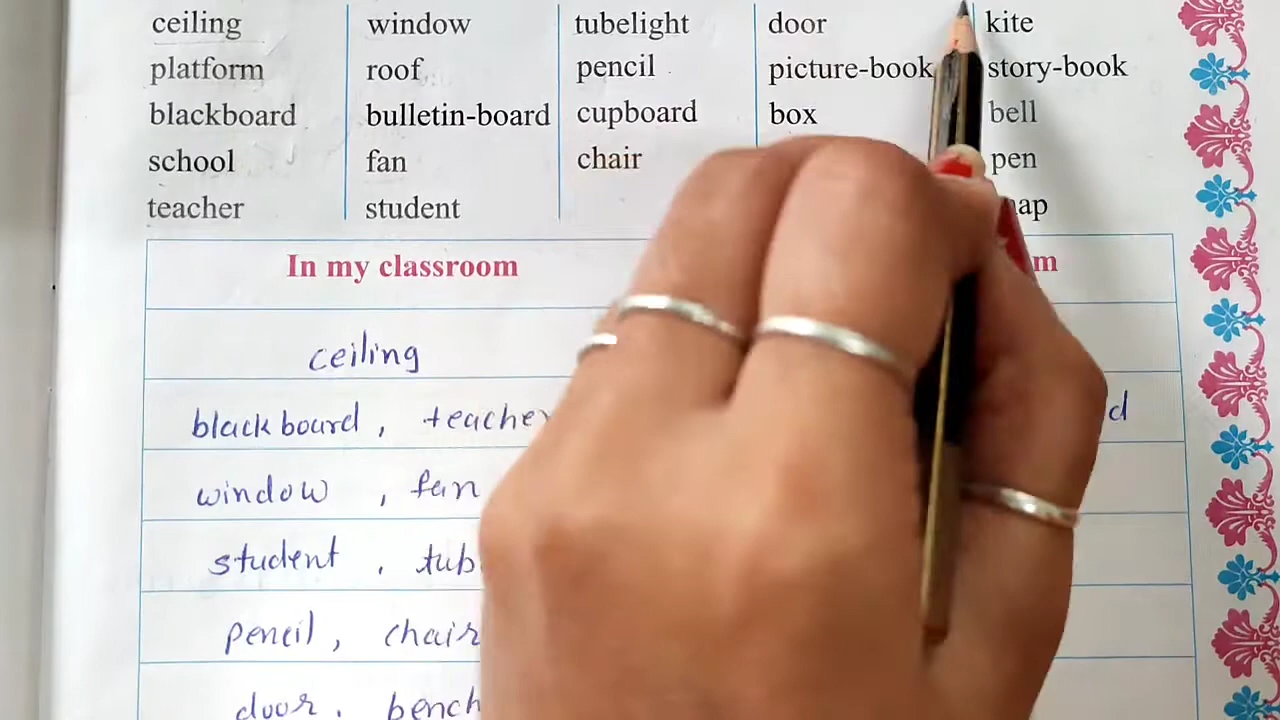 ceiling window tubelight door kite
platform roof pencil picture-book story-book
blackboard bulletin-board cupboard box bell
school fan chair pen
teacher student
In my classroom
ceiling
blackboard, teacher
window, fan
student, 
pencil, chair
door, bench